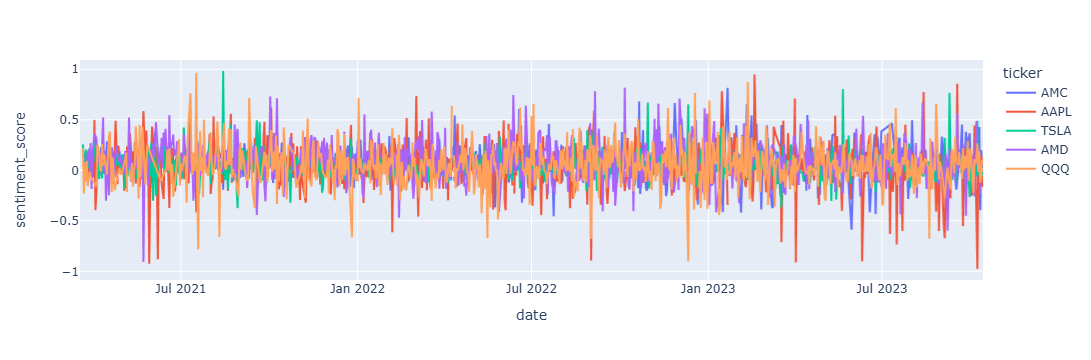 ticker
AMC
AAPL
TSLA
AMD
QQQ
1
0.5
0
−0.5
−1
sentiment_score
Jul 2021
Jan 2022
Jul 2022
Jan 2023
Jul 2023
date